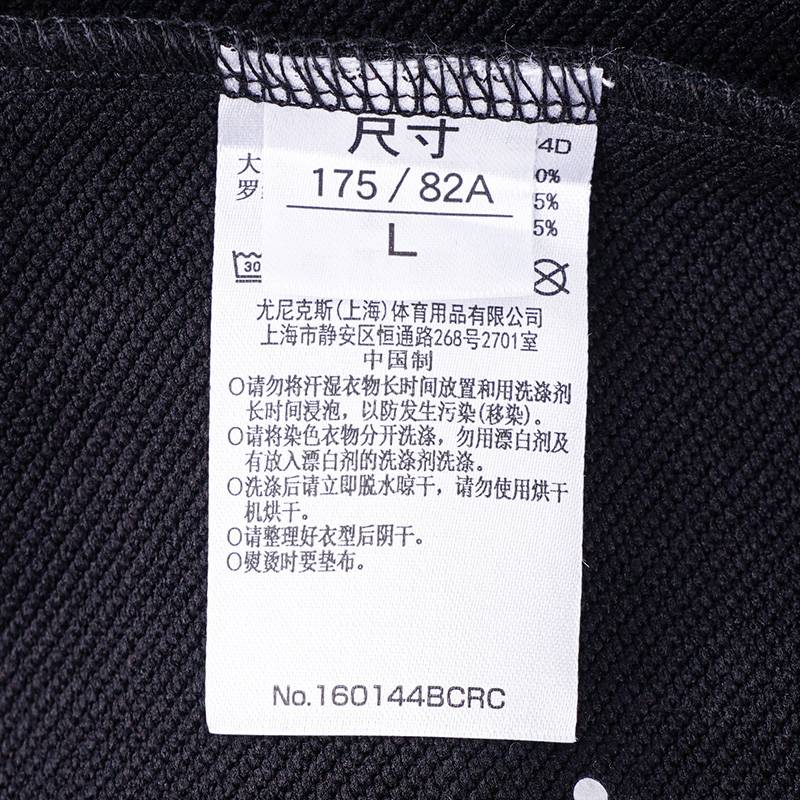 尺寸
175 / 82A
L
4D
大
0%
罗
5%
5%
30
尤尼克斯(上海)体育用品有限公司
上海市静安区恒通路268号2701室
中国制
○请勿将汗湿衣物长时间放置和用洗涤剂
长时间浸泡，以防发生污染(移染)。
○请将染色衣物分开洗涤，勿用漂白剂及
有放入漂白剂的洗涤剂洗涤。
○洗涤后请立即脱水晾干，请勿使用烘干
机烘干。
○请整理好衣型后阴干。
○熨烫时要垫布。
No.160144BCRC